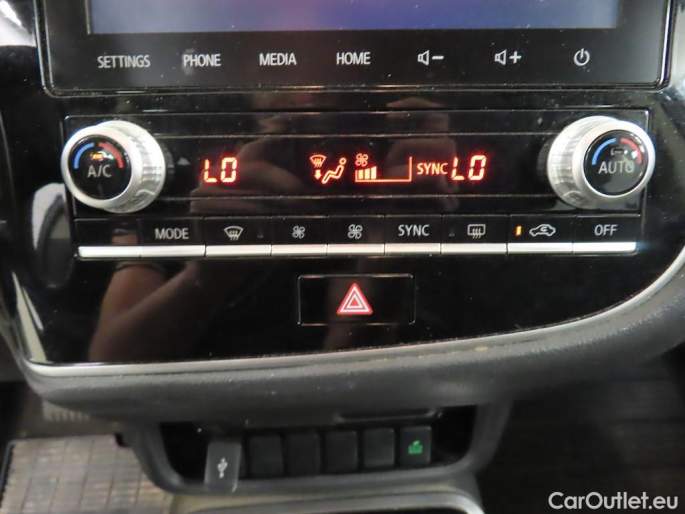 SETTINGS PHONE MEDIA HOME
A/C LO SYNC LO AUTO
MODE SYNC OFF
CarOutlet.eu